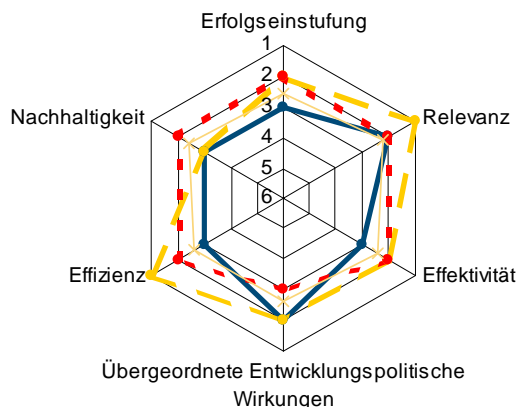 Erfolgseinstufung
1
2
3
4
5
6
Nachhaltigkeit
Relevanz
Effizienz
Effektivität
Übergeordnete Entwicklungspolitische
Wirkungen